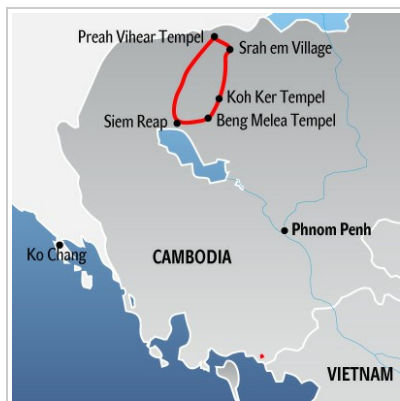 Preah Vihear Tempel
Srah em Village
Koh Ker Tempel
Siem Reap
Beng Melea Tempel
Phnom Penh
Ko Chang
CAMBODIA
VIETNAM